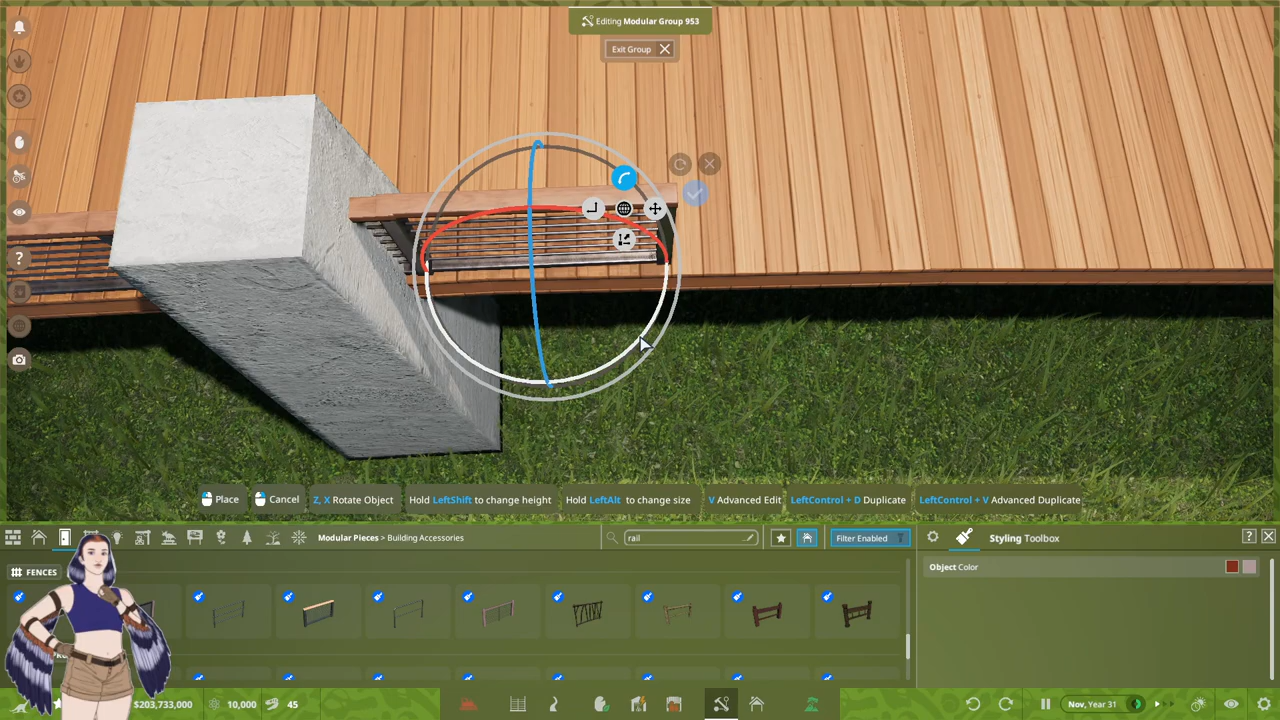 Editing Modular Group 953
Exit Group
Place
Cancel
Z, X Rotate Object
Hold LeftShift to change height
Hold LeftAlt to change size
V Advanced Edit
LeftControl + D Duplicate
LeftControl + V Advanced Duplicate
Modular Pieces > Building Accessories
rail
Filter Enabled
Styling Toolbox
FENCES
Object Color
$203,733,000
10,000
45
Nov, Year 31